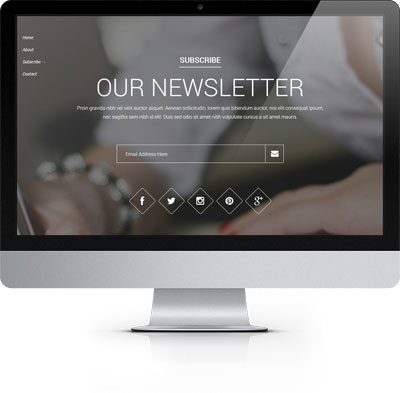 Home
About
Subscribe -
Contact
SUBSCRIBE
OUR NEWSLETTER
Proin gravida nibh vel velit auctor aliquet. Aenean sollicitudin, lorem quis bibendum auctor, nisi elit consequat ipsum,
nec sagittis sem nibh id elit. Duis sed odio sit amet nibh vulputate cursus a sit amet mauris.
Email Address Here
f
g+